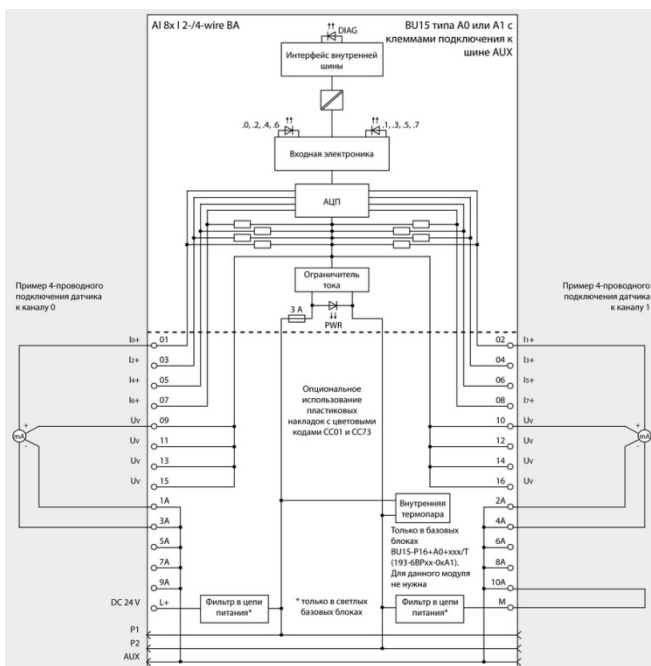 AI 8x I 2-/4-wire BA
BU15 типа A0 или A1 с
клеммами подключения к
шине AUX
DIAG
Интерфейс внутренней
шины
.0, .2, .4, .6
.1, .3, .5, .7
Входная электроника
АЦП
Ограничитель
тока
3 A
PWR
Пример 4-проводного
подключения датчика
к каналу 0
Пример 4-проводного
подключения датчика
к каналу 1
I0+ 01
02 I1+
I2+ 03
04 I3+
I4+ 05
06 I5+
I6+ 07
08 I7+
Uv 09
10 Uv
Uv 11
12 Uv
Uv 13
14 Uv
Uv 15
16 Uv
+
mA
-
+
mA
-
Опциональное
использование
пластиковых
накладок с цветовыми
кодами CC01 и CC73
1A
2A
3A
4A
5A
6A
7A
8A
9A
10A
Внутренняя
термопара
Только в базовых
блоках
BU15-P16+A0+xxx/T
(193-6BPxx-0xA1).
Для данного модуля
не нужна
DC 24 V L+
Фильтр в цепи
питания*
* только в светлых
базовых блоках
Фильтр в цепи
питания*
M
P1
P2
AUX